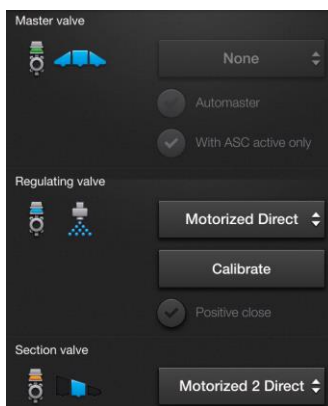 Master valve
None
Automaster
With ASC active only
Regulating valve
Motorized Direct
Calibrate
Positive close
Section valve
Motorized 2 Direct